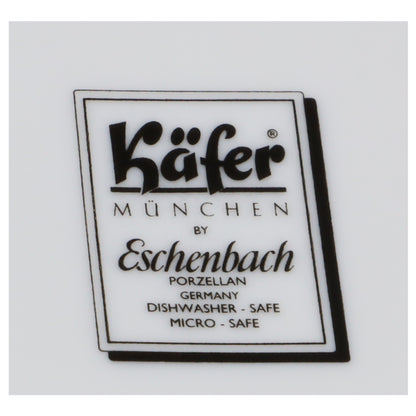 Käfer®
MÜNCHEN
BY
Eschenbach
PORZELLAN
GERMANY
DISHWASHER - SAFE
MICRO - SAFE